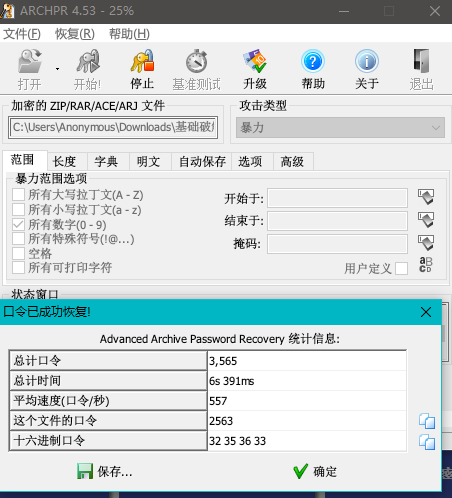 ARCHPR 4.53 - 25%
文件(F) 恢复(R) 帮助(H)
打开 开始! 停止 基准测试 升级 帮助 关于 退出
加密的 ZIP/RAR/ACE/ARJ 文件 攻击类型
C:\Users\Anonymous\Downloads\基础破 暴力
范围 长度 字典 明文 自动保存 选项 高级
暴力范围选项
所有大写拉丁文(A - Z) 开始于:
所有小写拉丁文(a - z)
所有数字(0 - 9) 结束于:
所有特殊符号(!@...) 掩码:
空格
所有可打印字符 用户定义
状态窗口
口令已成功恢复!
Advanced Archive Password Recovery 统计信息:
总计口令 3,565
总计时间 6s 391ms
平均速度(口令/秒) 557
这个文件的口令 2563
十六进制口令 32 35 36 33
保存... 确定